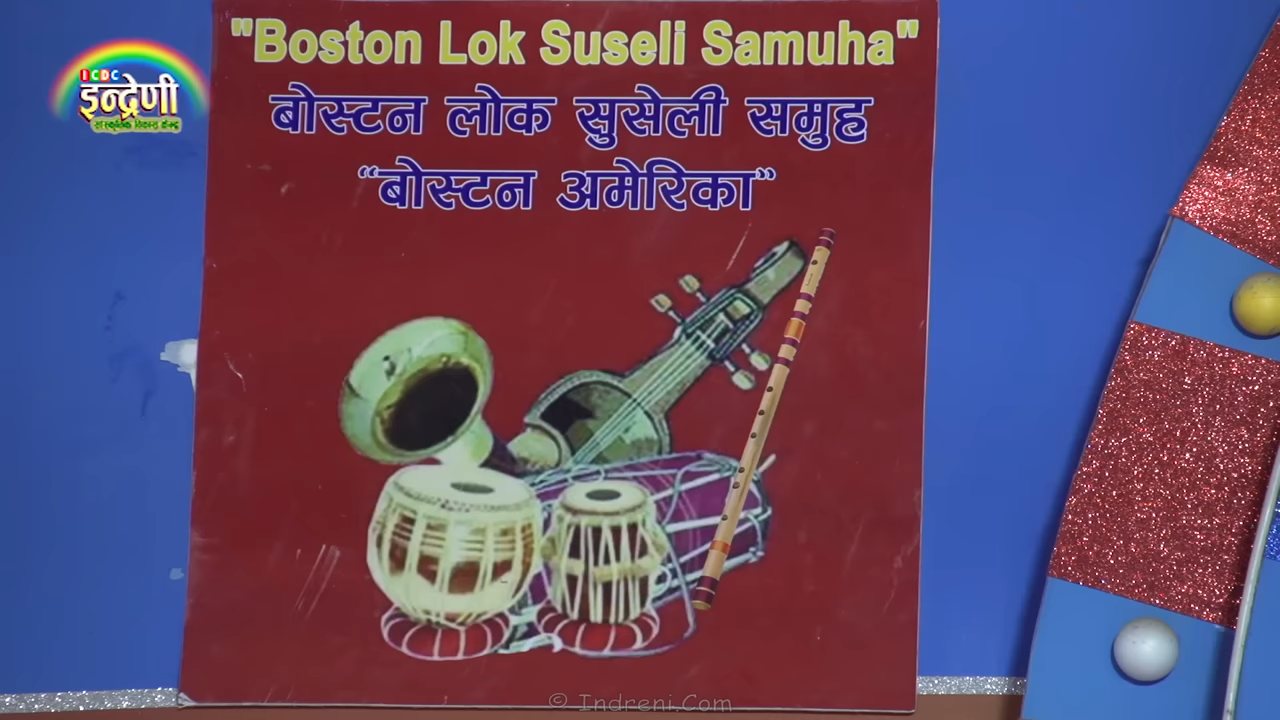 "Boston Lok Suseli Samuha"
बोस्टन लोक सुसेली समुह
“बोस्टन अमेरिका”
ICDC
इन्द्रेणी
सांस्कृतिक विकास केन्द्र
© Indreni.Com